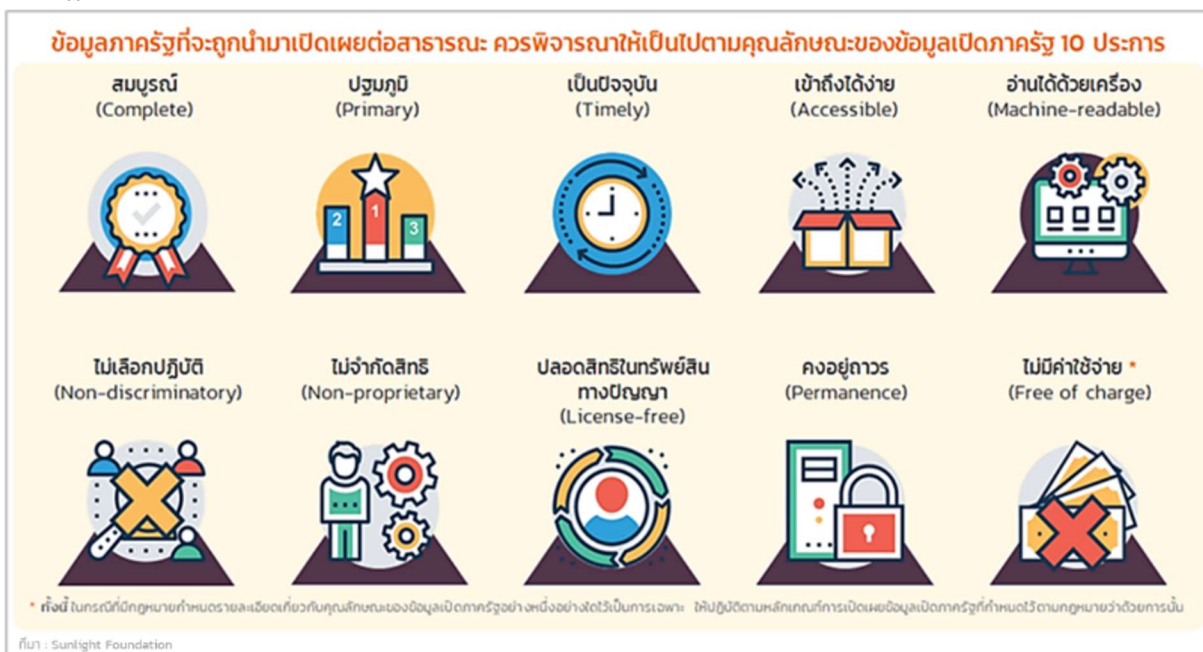 ข้อมูลภาครัฐที่จะถูกนำมาเปิดเผยต่อสาธารณะ ควรพิจารณาให้เป็นไปตามคุณลักษณะของข้อมูลเปิดภาครัฐ 10 ประการ
สมบูรณ์
(Complete)
ปฐมภูมิ
(Primary)
เป็นปัจจุบัน
(Timely)
เข้าถึงได้ง่าย
(Accessible)
อ่านได้ด้วยเครื่อง
(Machine-readable)
2
1
3
ไม่เลือกปฏิบัติ
(Non-discriminatory)
ไม่จำกัดสิทธิ
(Non-proprietary)
ปลอดสิทธิในทรัพย์สิน
ทางปัญญา
(License-free)
คงอยู่ถาวร
(Permanence)
ไม่มีค่าใช้จ่าย *
(Free of charge)
* ทั้งนี้ ในกรณีที่มีกฎหมายกำหนดรายละเอียดเกี่ยวกับคุณลักษณะของข้อมูลเปิดภาครัฐอย่างหนึ่งอย่างใดไว้เป็นการเฉพาะ ให้ปฏิบัติตามหลักเกณฑ์การเปิดเผยข้อมูลเปิดภาครัฐที่กำหนดไว้ตามกฎหมายว่าด้วยการนั้น
ที่มา : Sunlight Foundation